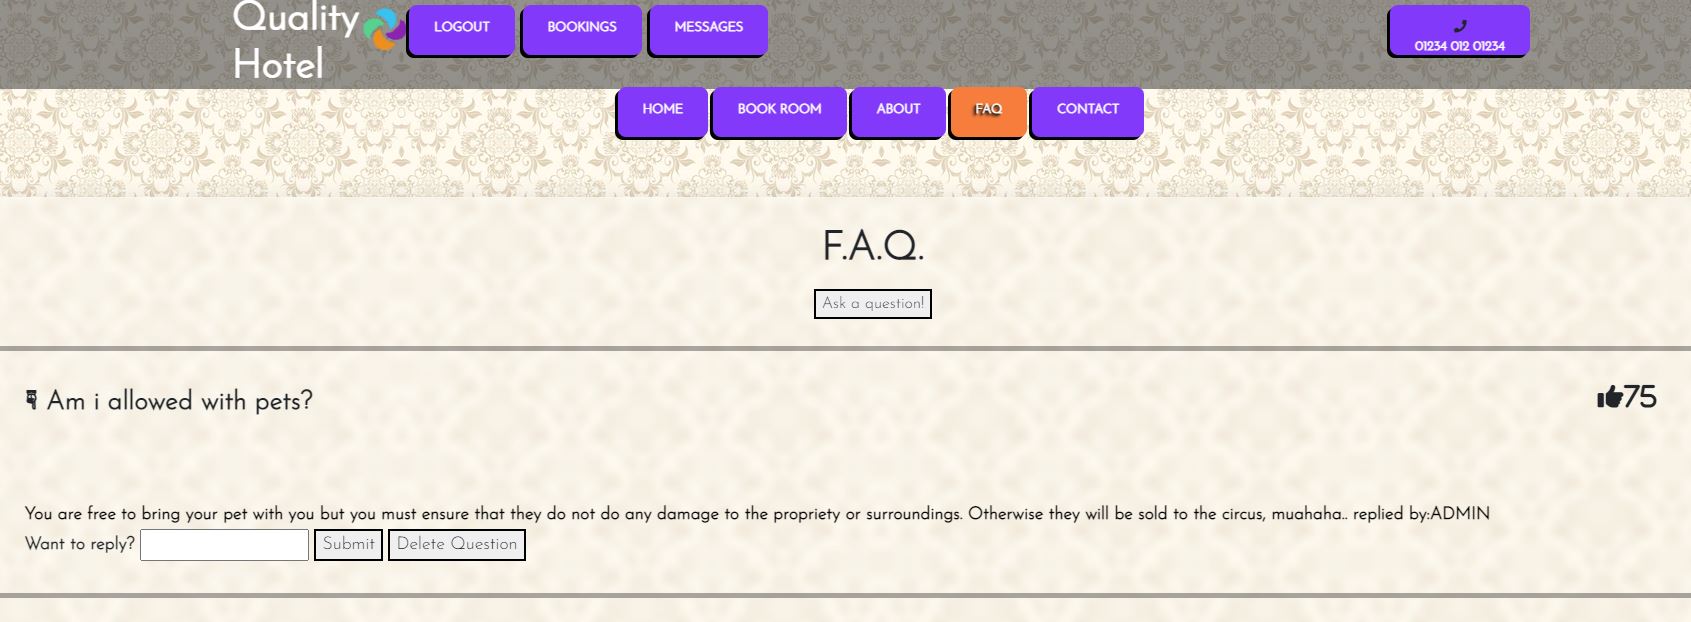 Quality
Hotel
LOGOUT BOOKINGS MESSAGES
01234 012 01234
HOME BOOK ROOM ABOUT FAQ CONTACT
F.A.Q.
Ask a question!
Am i allowed with pets?
75
You are free to bring your pet with you but you must ensure that they do not do any damage to the propriety or surroundings. Otherwise they will be sold to the circus, muahaha.. replied by:ADMIN
Want to reply? Submit Delete Question